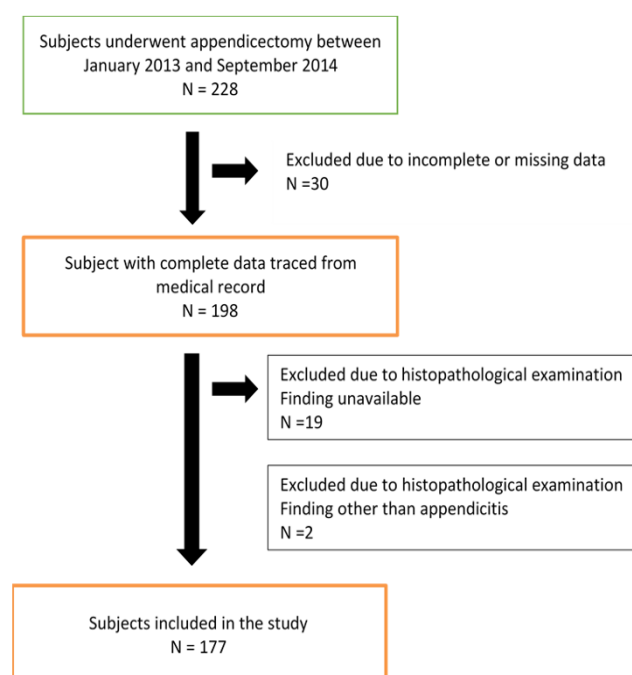 Subjects underwent appendicectomy between
January 2013 and September 2014
N = 228
Excluded due to incomplete or missing data
N =30
Subject with complete data traced from
medical record
N = 198
Excluded due to histopathological examination
Finding unavailable
N =19
Excluded due to histopathological examination
Finding other than appendicitis
N =2
Subjects included in the study
N = 177